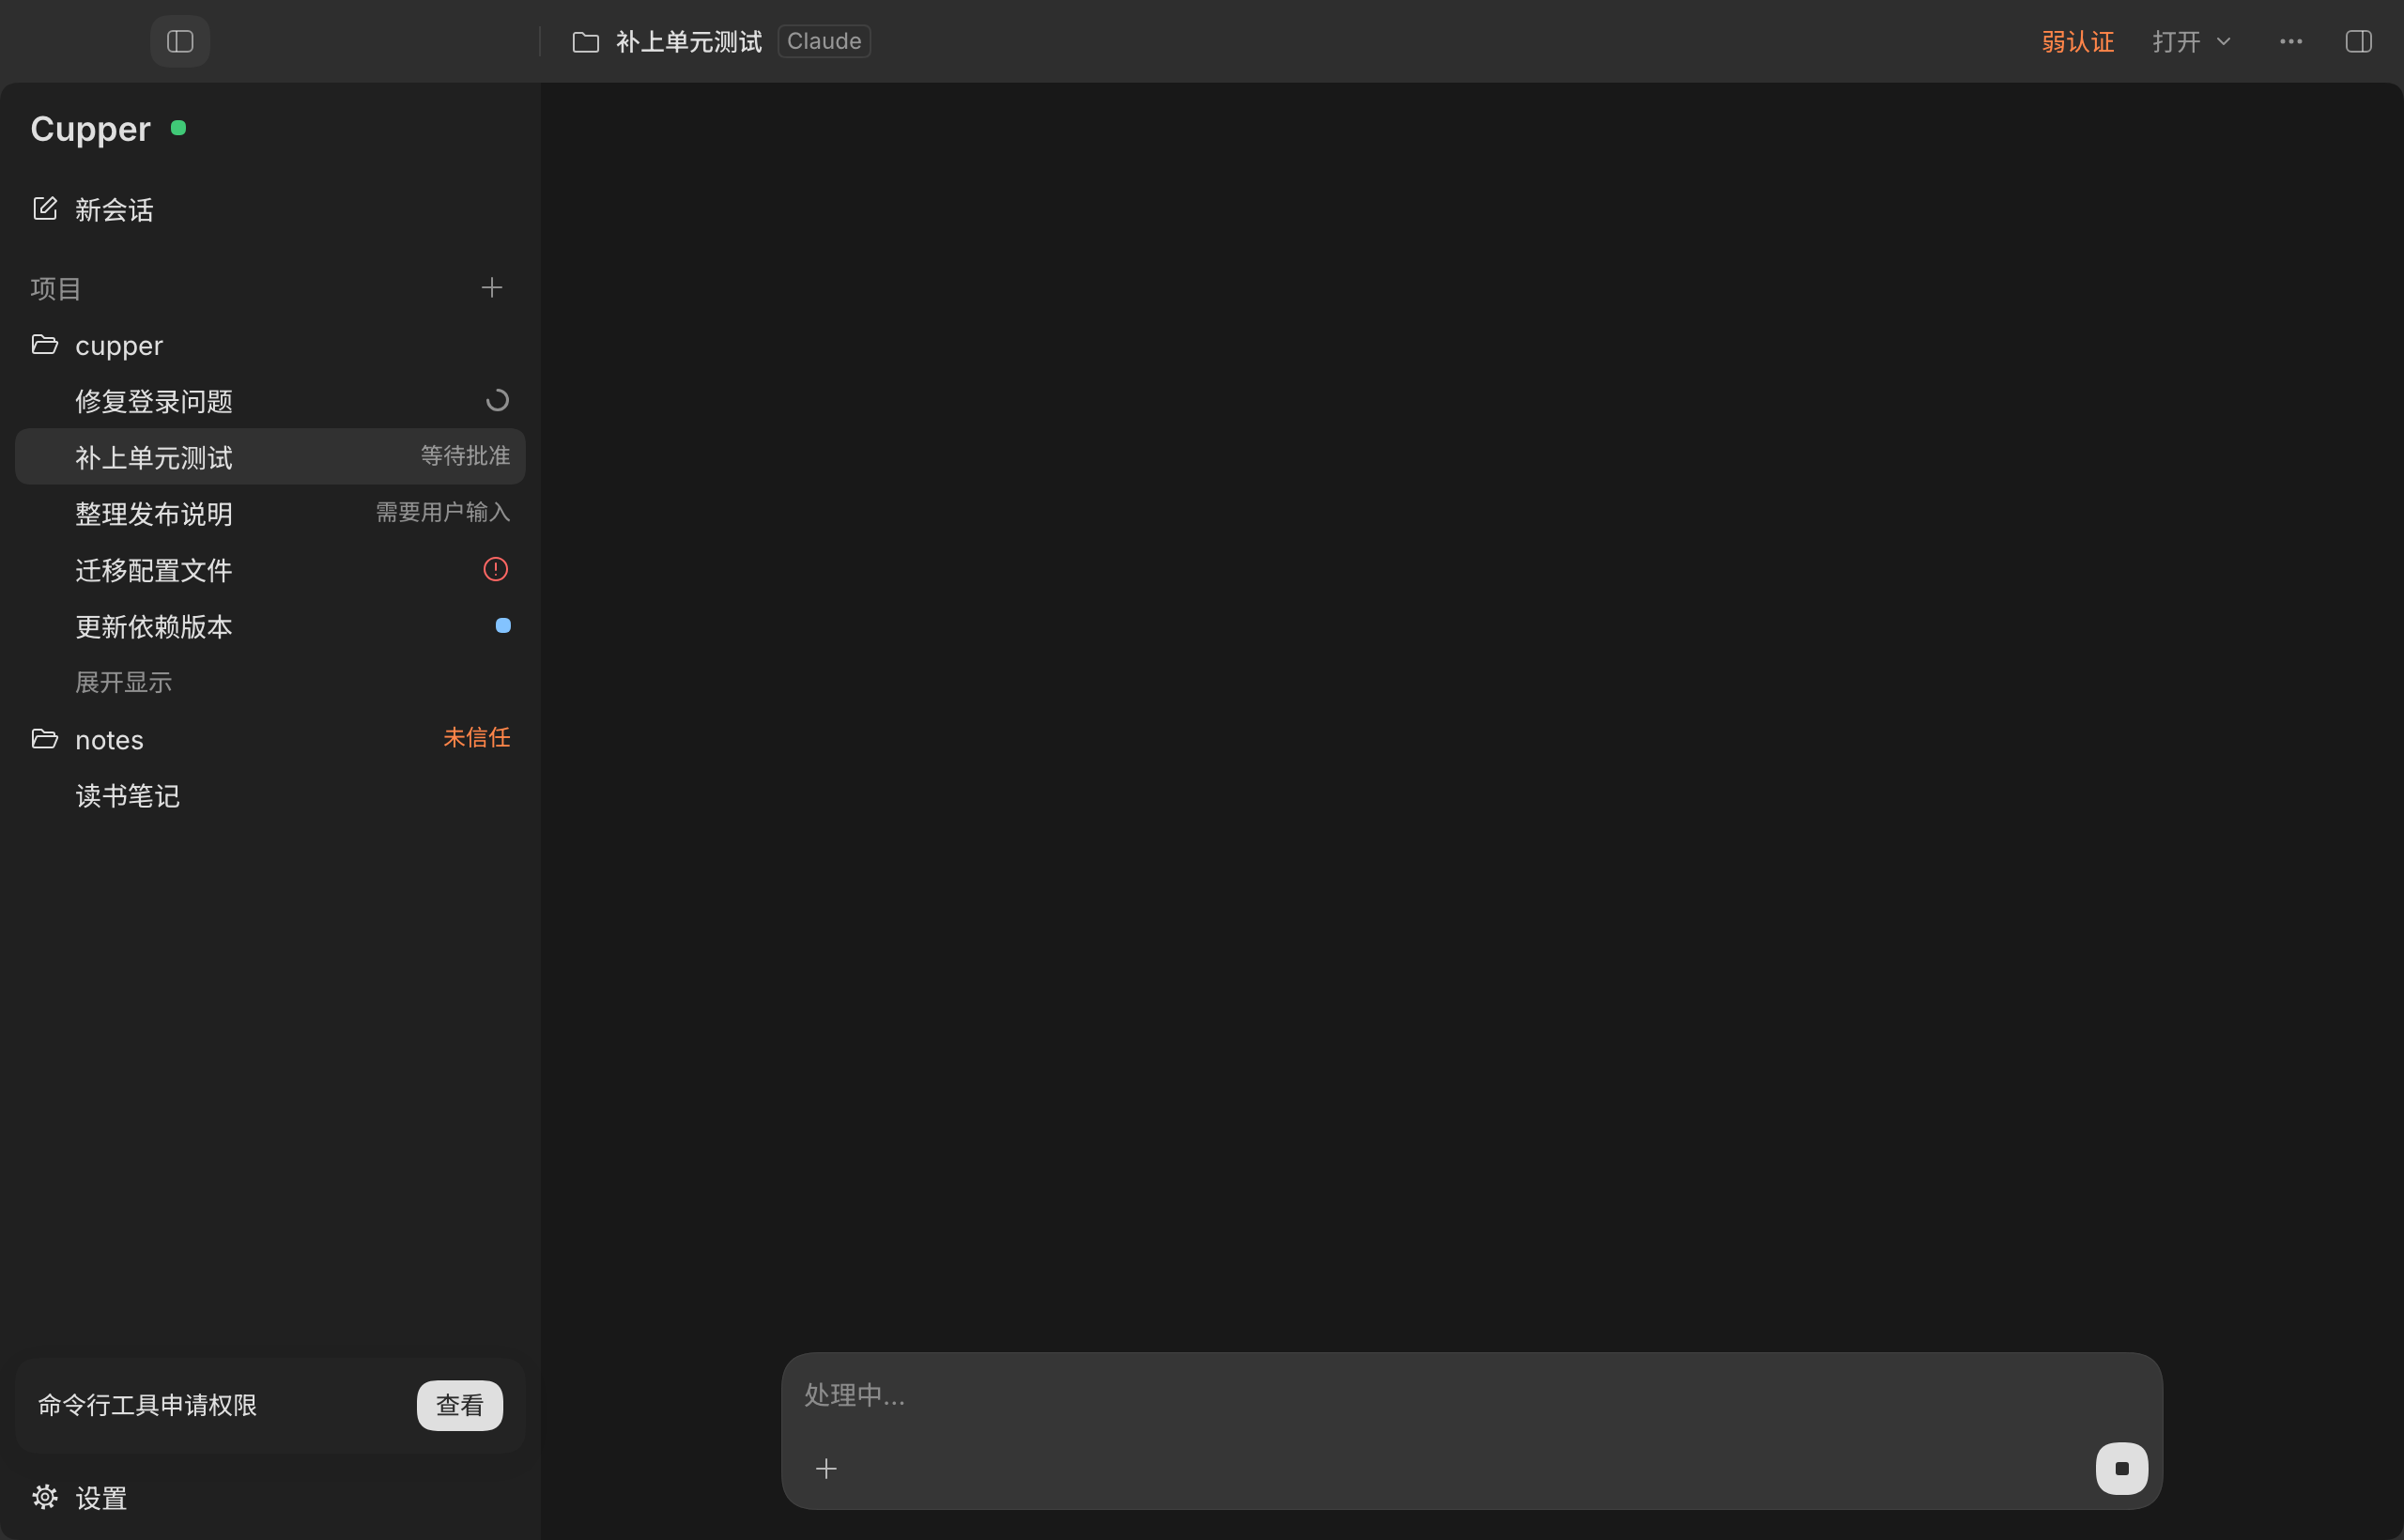 补上单元测试 Claude 弱认证 打开
Cupper
新会话
项目
cupper
修复登录问题
补上单元测试 等待批准
整理发布说明 需要用户输入
迁移配置文件
更新依赖版本
展开显示
notes 未信任
读书笔记
处理中...
命令行工具申请权限 查看
设置